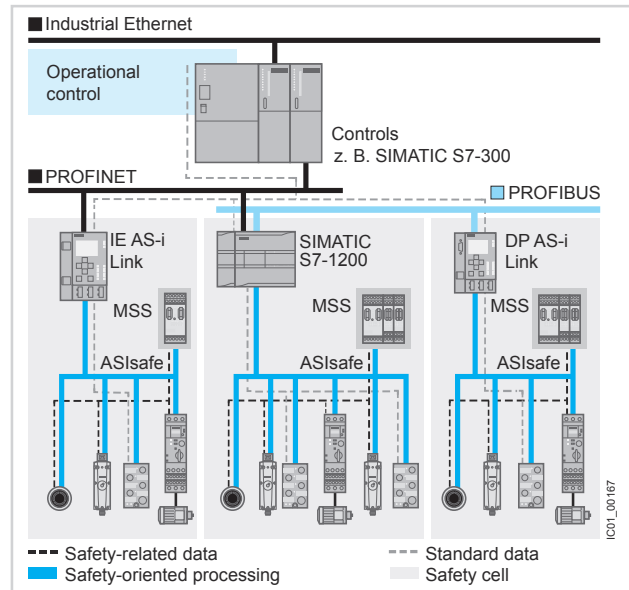 Industrial Ethernet
Operational
control
Controls
z. B. SIMATIC S7-300
PROFINET
PROFIBUS
IE AS-i
Link
SIMATIC
S7-1200
DP AS-i
Link
MSS
MSS
MSS
ASIsafe
ASIsafe
ASIsafe
IC01_00167
Safety-related data
Standard data
Safety-oriented processing
Safety cell